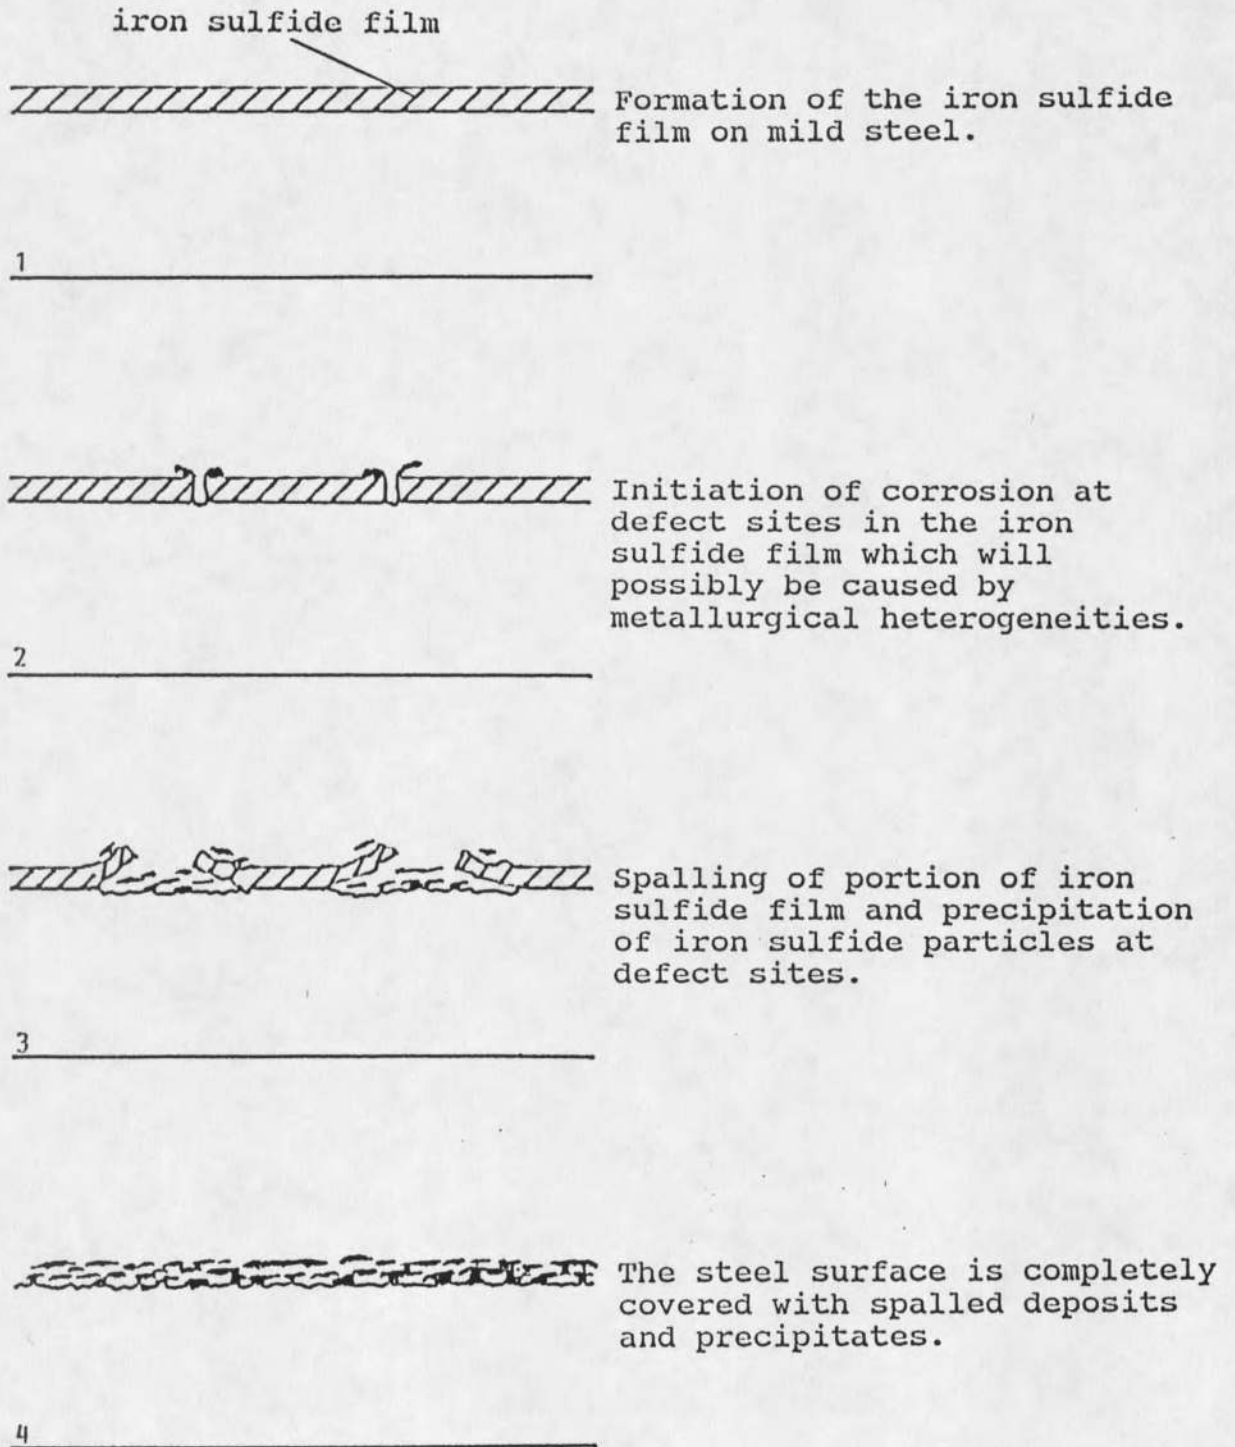 iron sulfide film
Formation of the iron sulfide
film on mild steel.
1
Initiation of corrosion at
defect sites in the iron
sulfide film which will
possibly be caused by
metallurgical heterogeneities.
2
Spalling of portion of iron
sulfide film and precipitation
of iron sulfide particles at
defect sites.
3
The steel surface is completely
covered with spalled deposits
and precipitates.
4